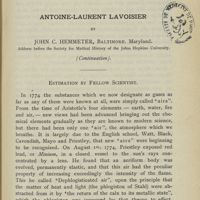 ANTOINE-LAURENT LAVOISIER
BY
JOHN C. HEMMETER, BALTIMORE, Maryland.
Address before the Society for Medical History of the Johns Hopkins University.
(Continuation).
ESTIMATION BY FELLOW SCIENTIST.
In 1774 the substances which we now designate as gases as
far as any of them were known at all, were simply called "airs".
From the time of Aristotle's four elements — earth, water, fire
and air, — new views had been advanced bringing out the che-
mical elements gradually as they are known to modern science,
but there had been only one "air", the atmosphere which we
breathe. It is largely due to the English school, Watt, Black,
Cavendish, Mayo and Priestley, that new "airs" were beginning
to be recognized. On August 1st, 1774, Priestley exposed red
lead, or Minium, in a closed vessel to the sun's rays con-
centrated by a lens. He found that an aeriform body was
evolved, permanently elastic, and that this air had the peculiar
property of increasing exceedingly the intensity of the flame.
This he called "Dephlogisticated air", upon the principle that
the matter of heat and light (the phlogiston of Stahl) was ab-
stracted from it by "the return of the calx to its metallic state",